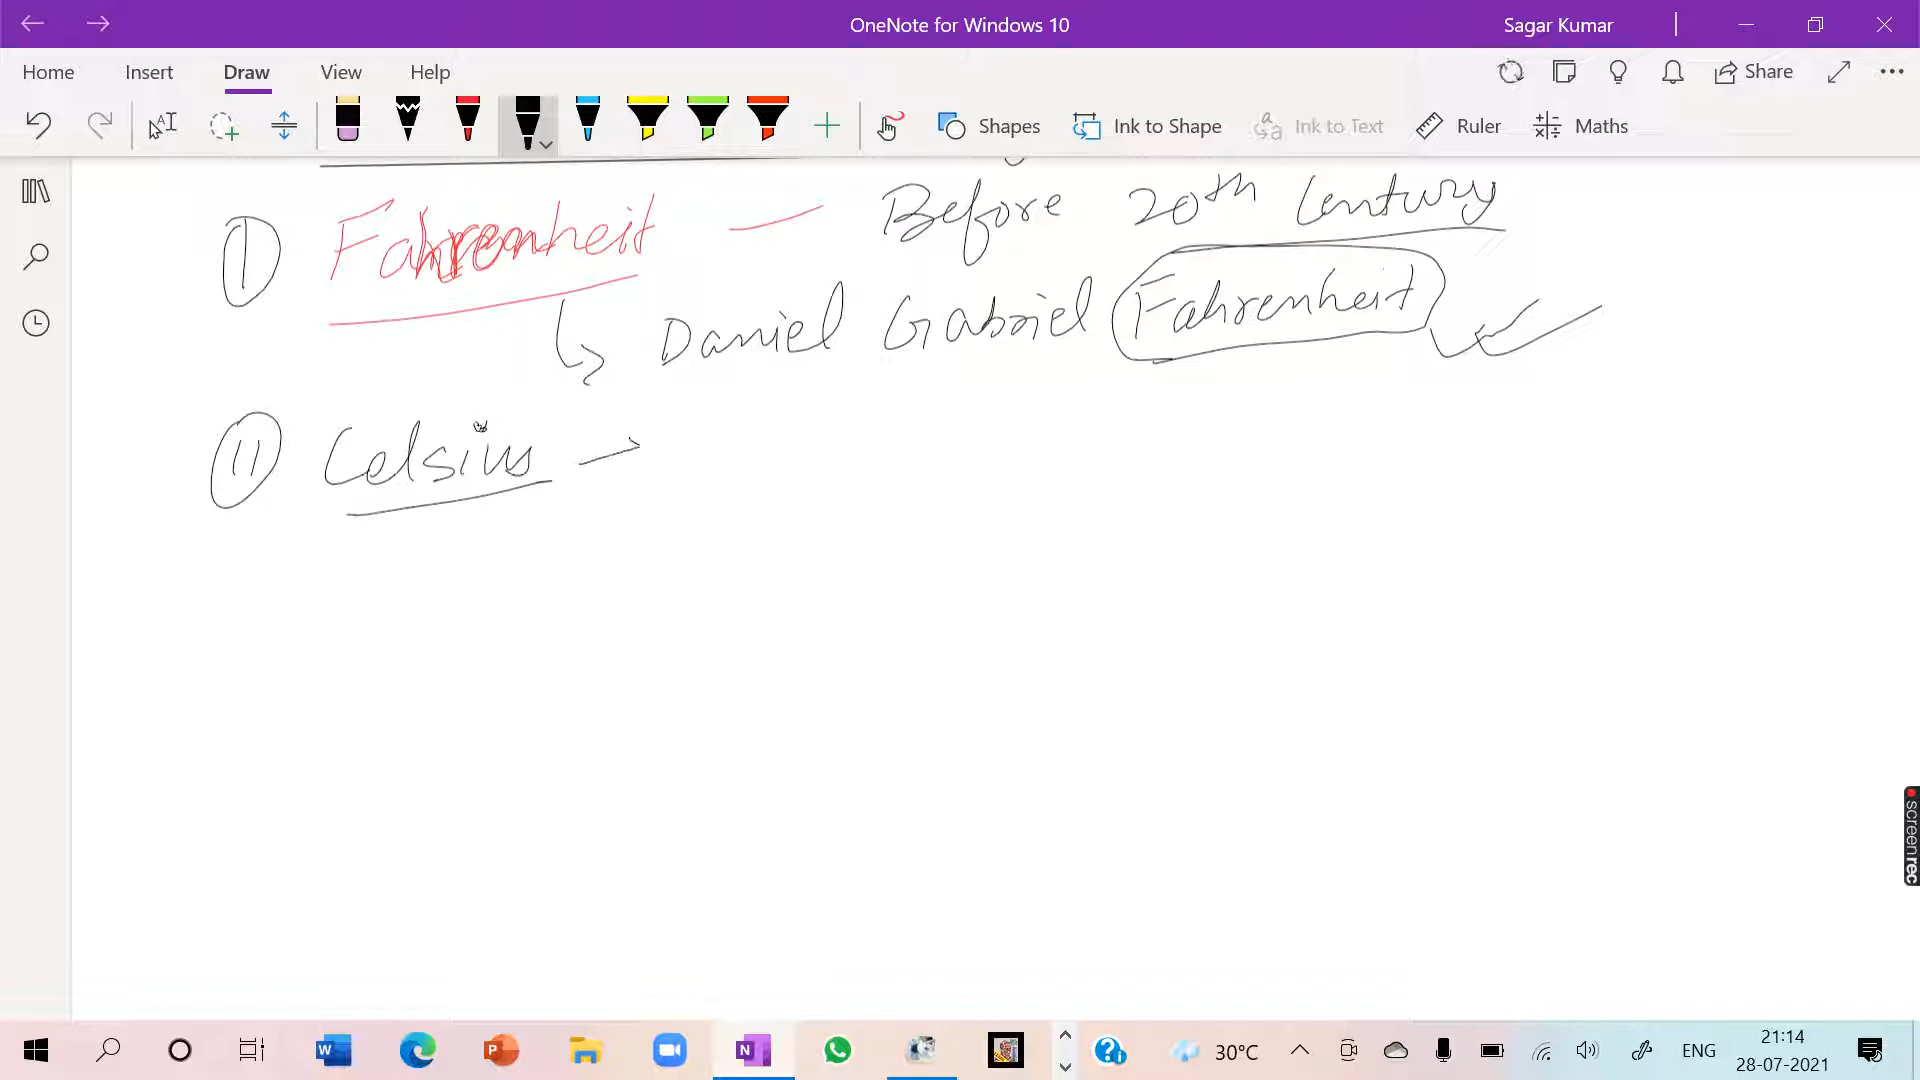 OneNote for Windows 10
Sagar Kumar
Home Insert Draw View Help
Share
Shapes Ink to Shape Ink to Text Ruler Maths
I Fahrenheit — Before 20th Century
Daniel Gabriel Fahrenheit
II Celsius →
screenrec
30°C
ENG
21:14
28-07-2021